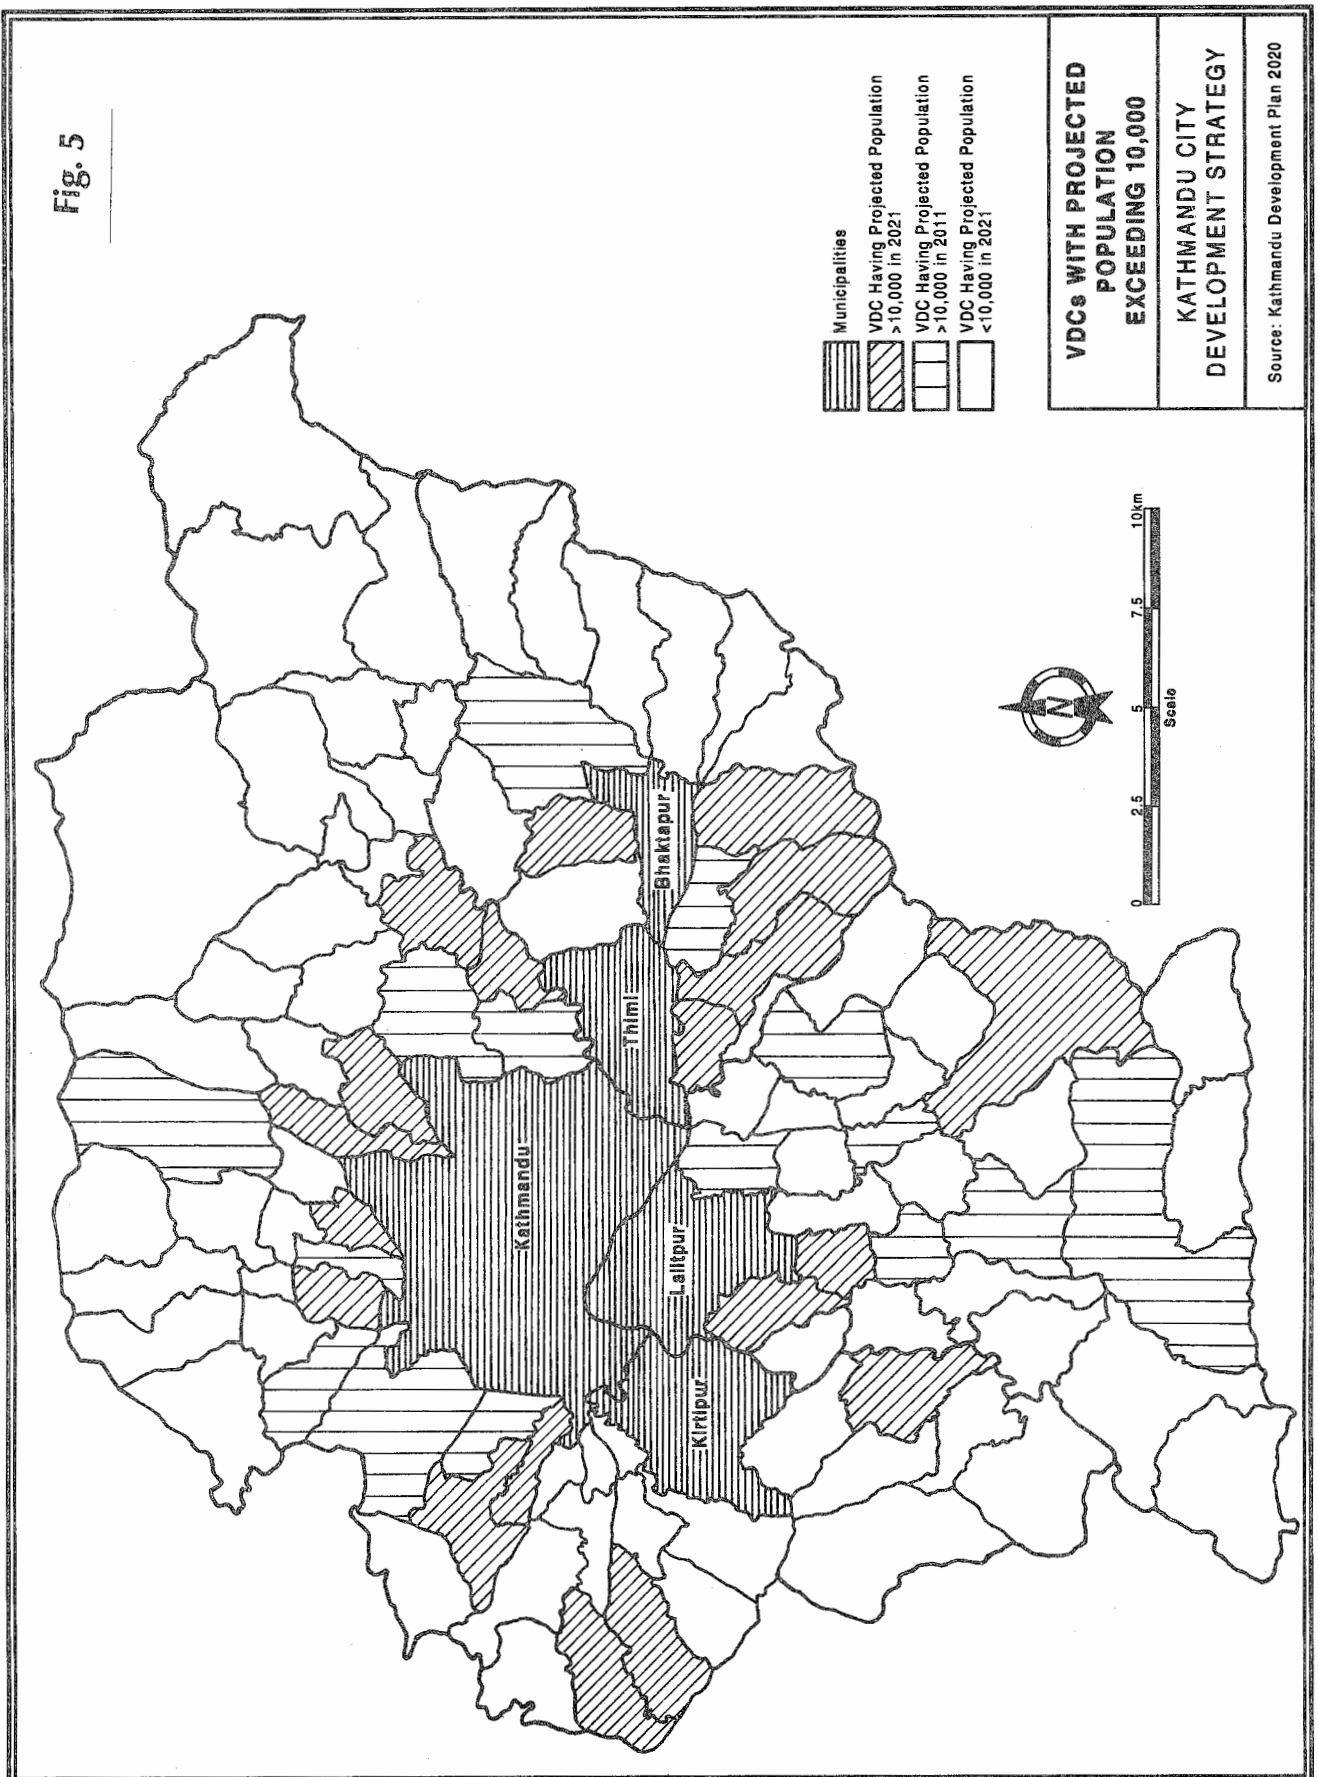 Fig. 5
Bhaktapur
Thimi
Kathmandu
Lalitpur
Kirtipur
Municipalities
VDC Having Projected Population
>10,000 in 2021
VDC Having Projected Population
>10,000 in 2011
VDC Having Projected Population
<10,000 in 2021
N
0
2.5
5
7.5
10km
Scale
VDCs WITH PROJECTED
POPULATION
EXCEEDING 10,000
KATHMANDU CITY
DEVELOPMENT STRATEGY
Source: Kathmandu Development Plan 2020